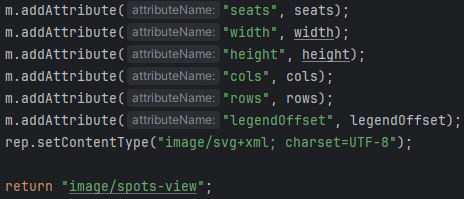 m.addAttribute( attributeName: "seats", seats);
m.addAttribute( attributeName: "width", width);
m.addAttribute( attributeName: "height", height);
m.addAttribute( attributeName: "cols", cols);
m.addAttribute( attributeName: "rows", rows);
m.addAttribute( attributeName: "legendOffset", legendOffset);
rep.setContentType("image/svg+xml; charset=UTF-8");
return "image/spots-view";